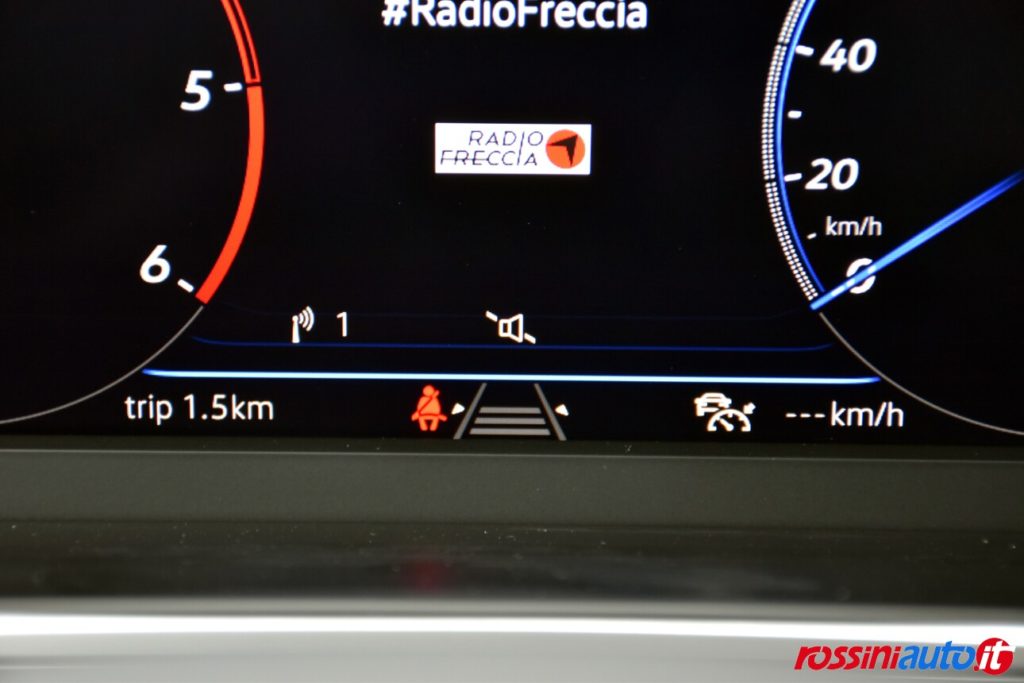 #RadioFreccia
5
40
RADIO
FRECCIA
20
km/h
6
0
1
trip 1.5km
---km/h
rossiniauto.it